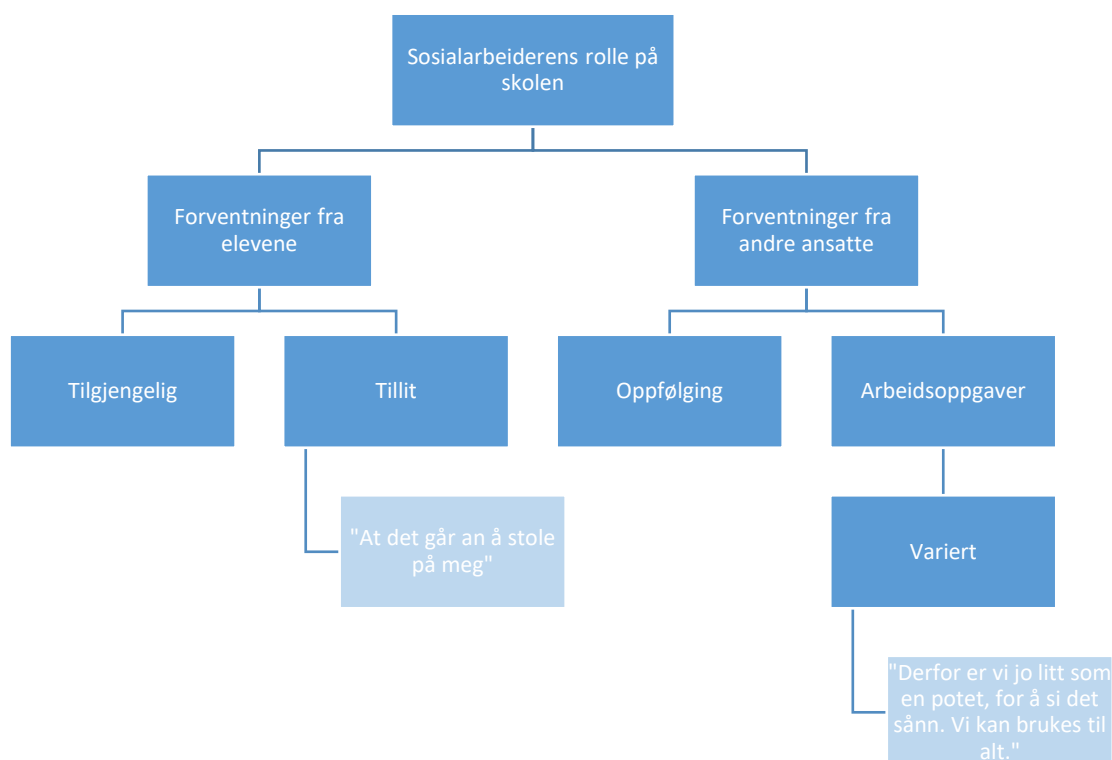 Sosialarbeiderens rolle på
skolen
Forventninger fra
elevene
Forventninger fra
andre ansatte
Tilgjengelig
Tillit
Oppfølging
Arbeidsoppgaver
"At det går an å stole
på meg"
Variert
"Derfor er vi jo litt som
en potet, for å si det
sånn. Vi kan brukes til
alt."